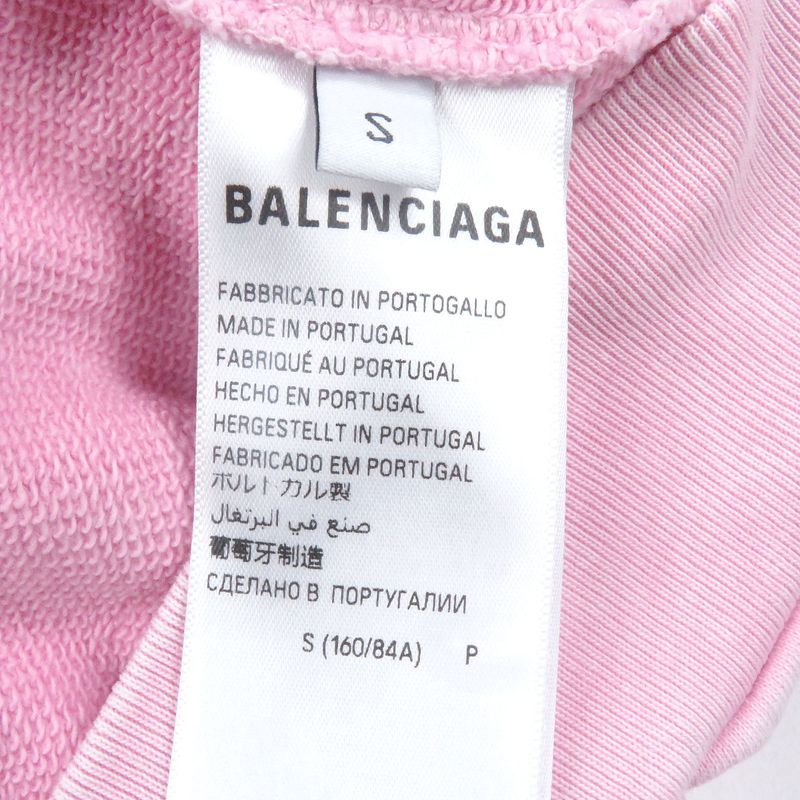 S
BALENCIAGA
FABBRICATO IN PORTOGALLO
MADE IN PORTUGAL
FABRIQUÉ AU PORTUGAL
HECHO EN PORTUGAL
HERGESTELLT IN PORTUGAL
FABRICADO EM PORTUGAL
ポルトカル製
صنع في البرتغال
葡萄牙制造
СДЕЛАНО В ПОРТУГАЛИИ
S (160/84A) P